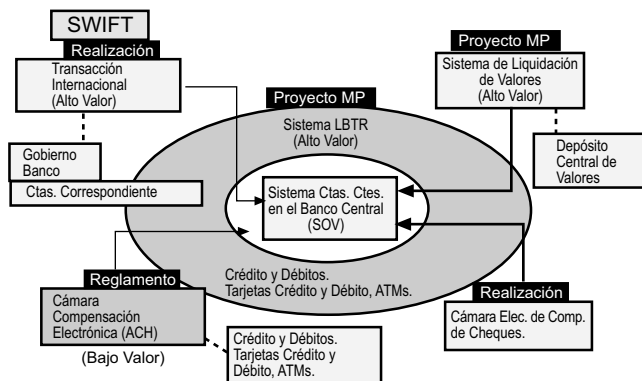 SWIFT
Realización
Transacción
Internacional
(Alto Valor)
Gobierno
Banco
Ctas. Correspondiente
Proyecto MP
Sistema LBTR
(Alto Valor)
Sistema Ctas. Ctes.
en el Banco Central
(SOV)
Crédito y Débitos.
Tarjetas Crédito y Débito, ATMs.
Proyecto MP
Sistema de Liquidación
de Valores
(Alto Valor)
Depósito
Central de
Valores
Reglamento
Cámara
Compensación
Electrónica (ACH)
(Bajo Valor)
Crédito y Débitos.
Tarjetas Crédito y
Débito, ATMs.
Realización
Cámara Elec. de Comp.
de Cheques.